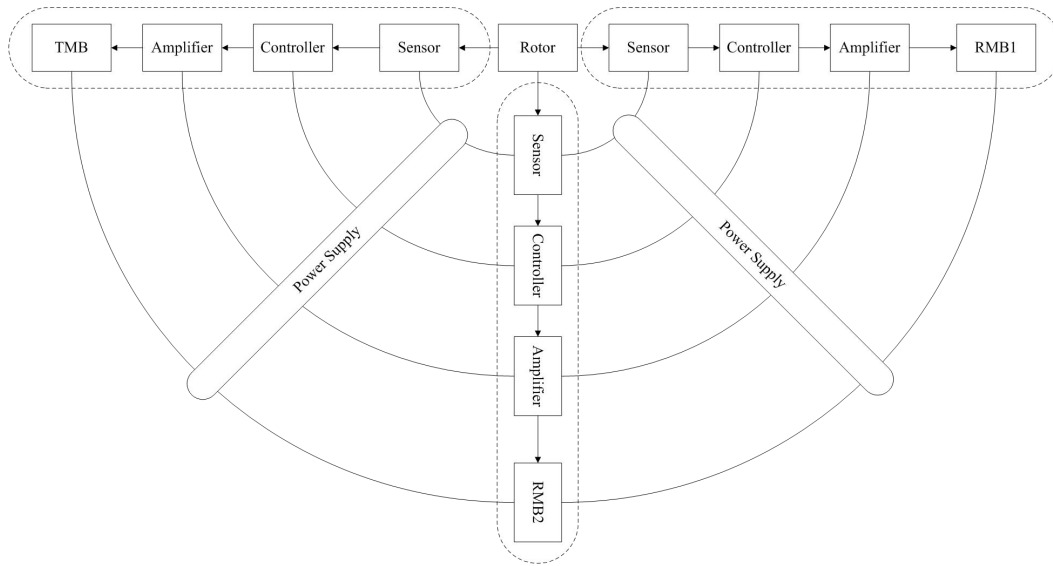 TMB
Amplifier
Controller
Sensor
Rotor
Sensor
Controller
Amplifier
RMB1
Sensor
Controller
Amplifier
RMB2
Power Supply
Power Supply